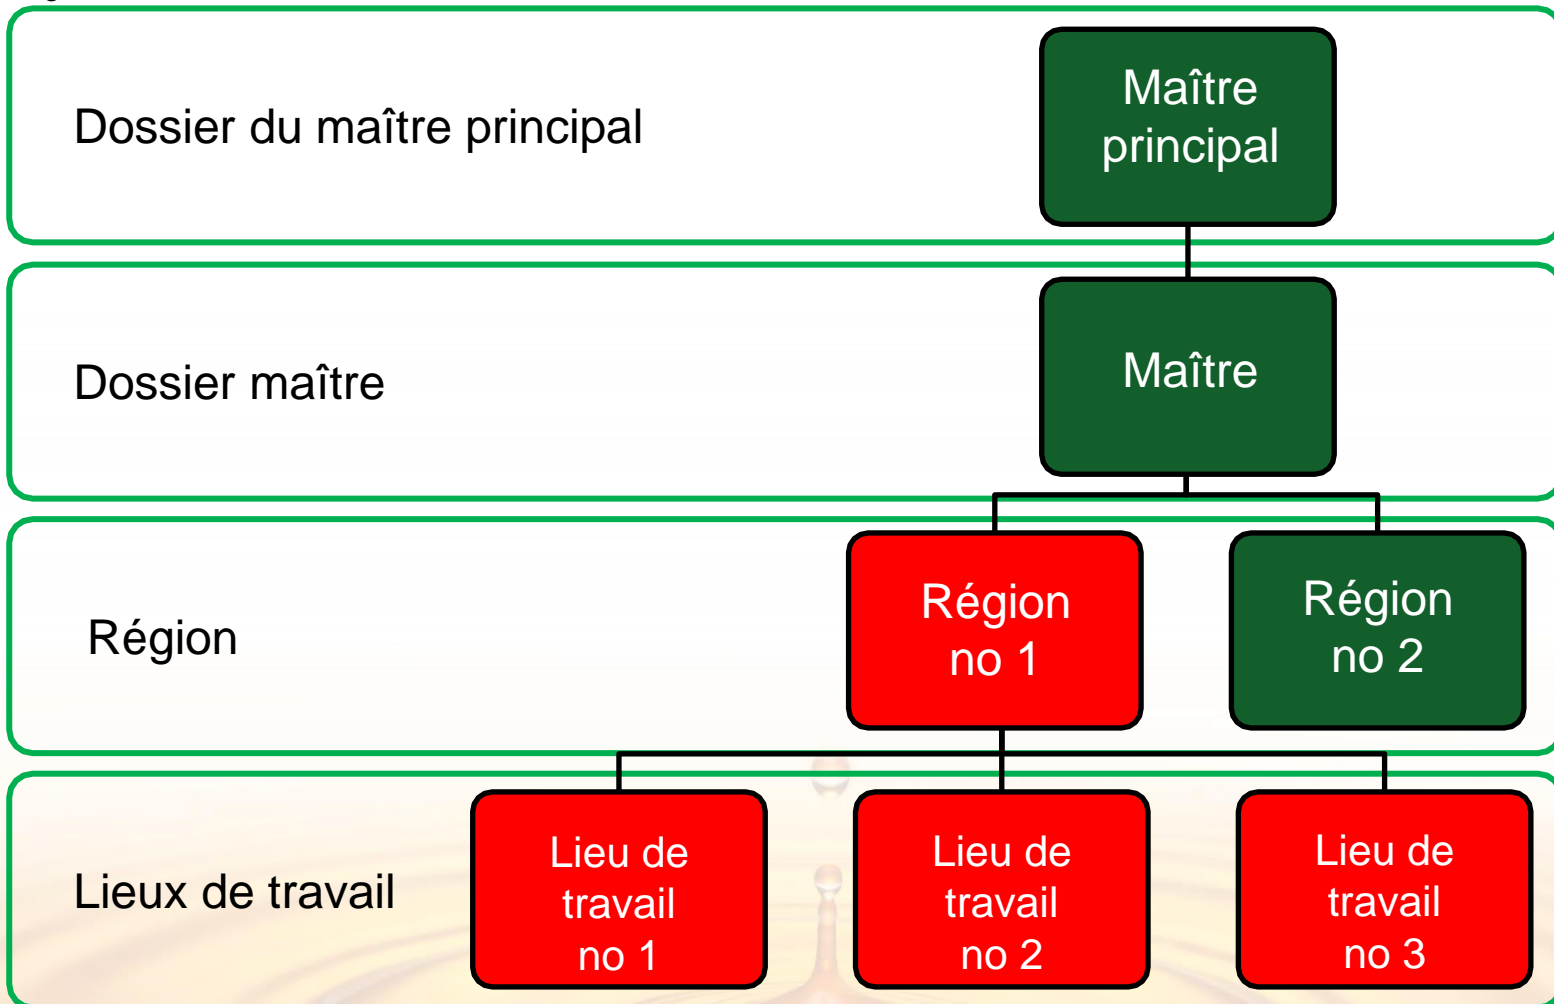 Dossier du maître principal
Maître
principal
Dossier maître
Maître
Région
Région
no 1
Région
no 2
Lieux de travail
Lieu de
travail
no 1
Lieu de
travail
no 2
Lieu de
travail
no 3